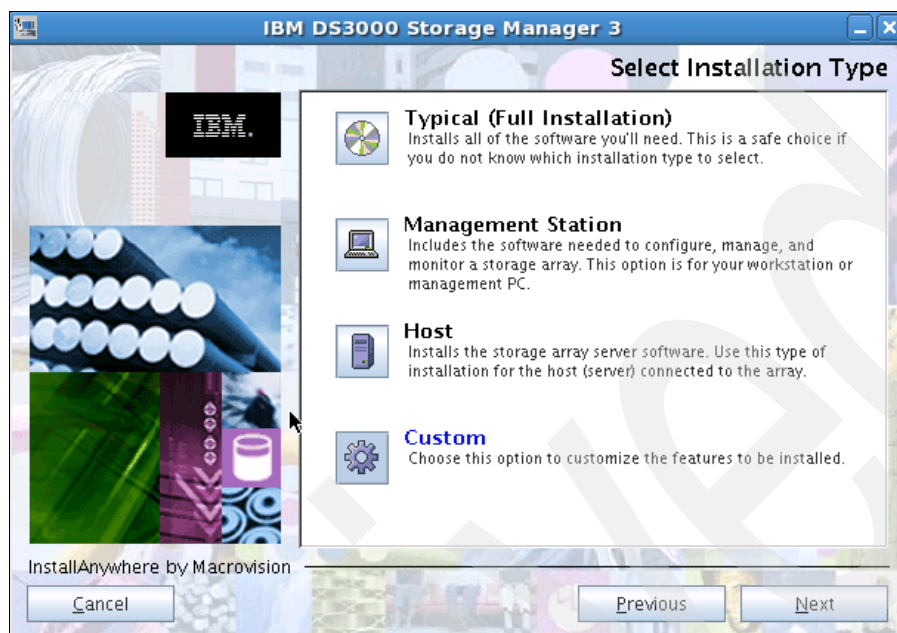 IBM DS3000 Storage Manager 3
Select Installation Type
IBM.
Typical (Full Installation)
Installs all of the software you'll need. This is a safe choice if
you do not know which installation type to select.
Management Station
Includes the software needed to configure, manage, and
monitor a storage array. This option is for your workstation or
management PC.
Host
Installs the storage array server software. Use this type of
installation for the host (server) connected to the array.
Custom
Choose this option to customize the features to be installed.
InstallAnywhere by Macrovision
Cancel
Previous
Next